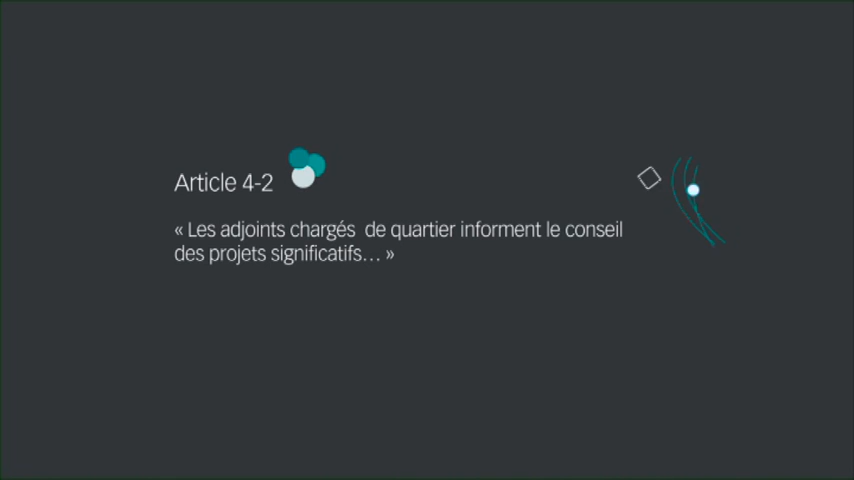 Article 4-2
« Les adjoints chargés  de quartier informent le conseil
des projets significatifs... »